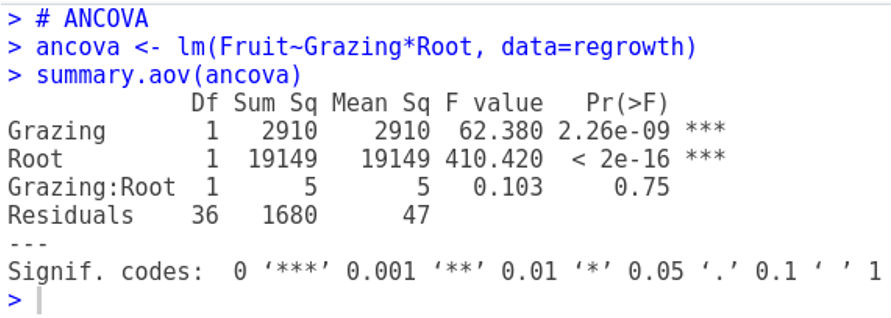 > # ANCOVA
> ancova <- lm(Fruit~Grazing*Root, data=regrowth)
> summary.aov(ancova)
             Df Sum Sq Mean Sq F value   Pr(>F)
Grazing       1   2910    2910  62.380 2.26e-09 ***
Root          1  19149   19149 410.420  < 2e-16 ***
Grazing:Root  1      5       5   0.103     0.75
Residuals    36   1680      47
---
Signif. codes:  0 ‘***’ 0.001 ‘**’ 0.01 ‘*’ 0.05 ‘.’ 0.1 ‘ ’ 1
>